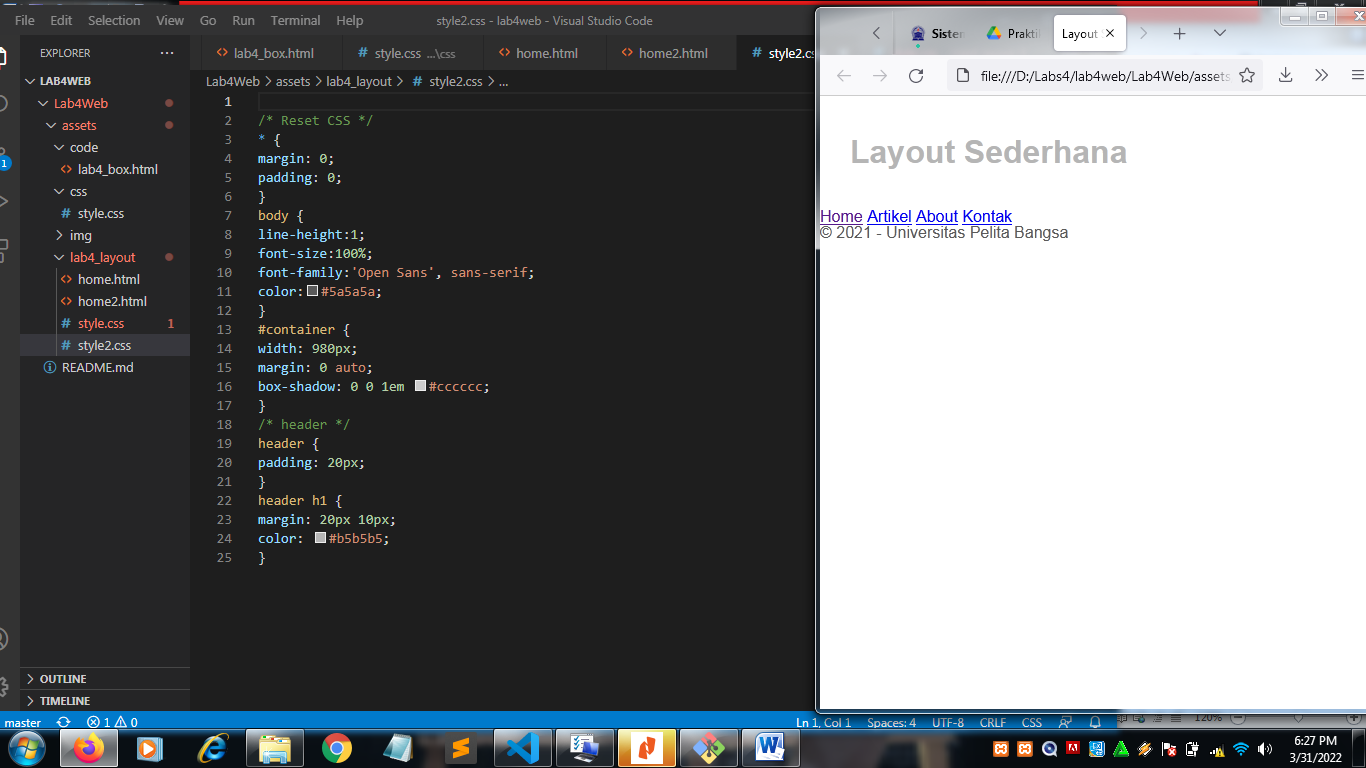 File Edit Selection View Go Run Terminal Help style2.css - lab4web - Visual Studio Code
EXPLORER ···
LAB4WEB
Lab4Web
assets
code
lab4_box.html
css
style.css
img
lab4_layout
home.html
home2.html
style.css 1
style2.css
README.md
OUTLINE
TIMELINE
1
lab4_box.html style.css ...\css home.html home2.html style2.cs
Lab4Web > assets > lab4_layout > # style2.css > ...
1
2 /* Reset CSS */
3 * {
4 margin: 0;
5 padding: 0;
6 }
7 body {
8 line-height:1;
9 font-size:100%;
10 font-family:'Open Sans', sans-serif;
11 color:#5a5a5a;
12 }
13 #container {
14 width: 980px;
15 margin: 0 auto;
16 box-shadow: 0 0 1em #cccccc;
17 }
18 /* header */
19 header {
20 padding: 20px;
21 }
22 header h1 {
23 margin: 20px 10px;
24 color: #b5b5b5;
25 }
Sistem Prakti Layout
file:///D:/Labs4/lab4web/Lab4Web/assets
Layout Sederhana
Home Artikel About Kontak
© 2021 - Universitas Pelita Bangsa
master 1 0 Ln 1, Col 1 Spaces: 4 UTF-8 CRLF CSS
120%
6:27 PM
3/31/2022